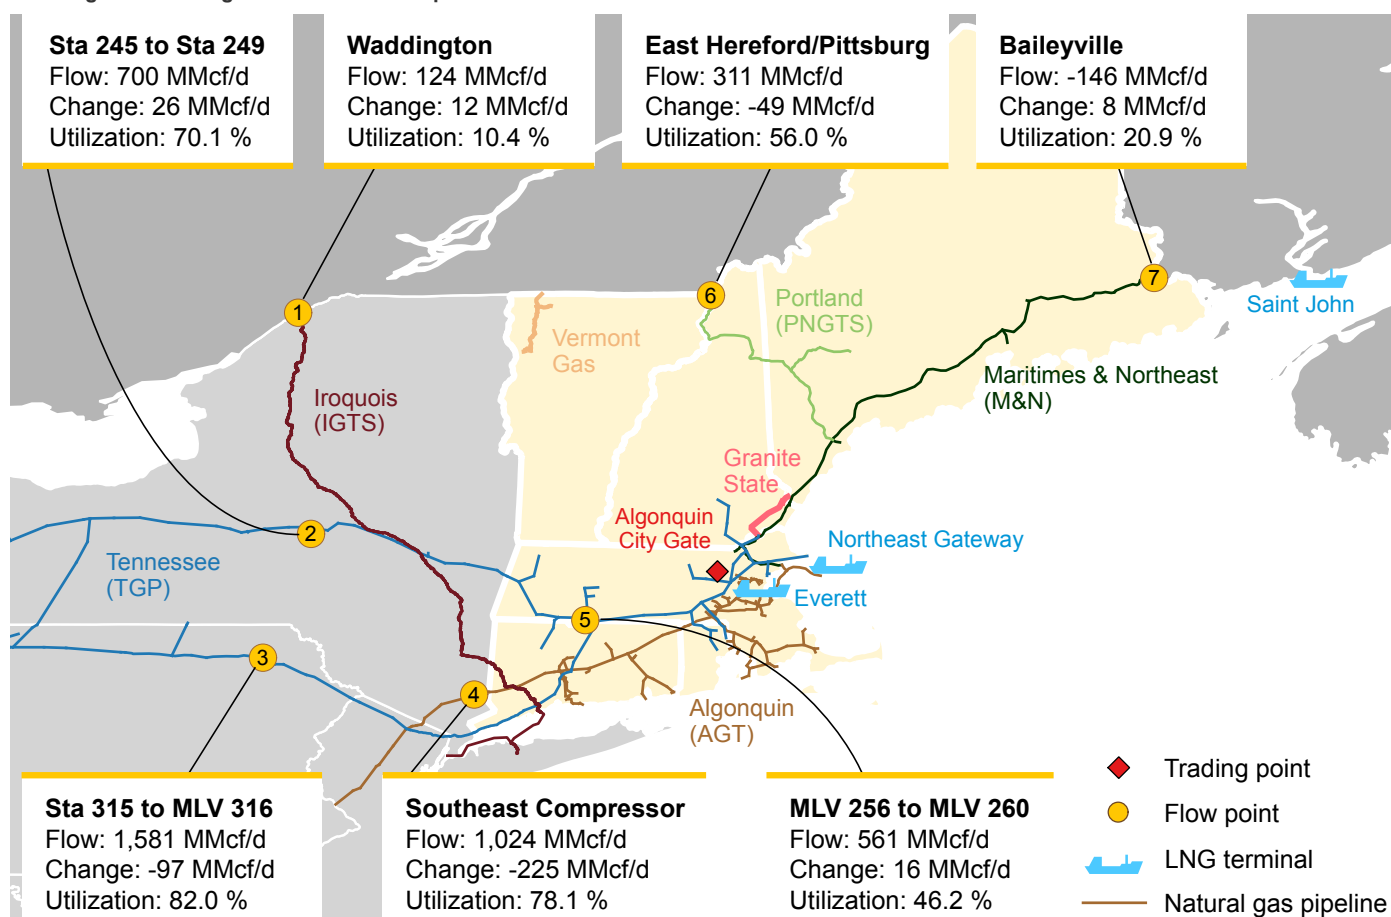 Sta 245 to Sta 249
Flow: 700 MMcf/d
Change: 26 MMcf/d
Utilization: 70.1 %
Waddington
Flow: 124 MMcf/d
Change: 12 MMcf/d
Utilization: 10.4 %
East Hereford/Pittsburg
Flow: 311 MMcf/d
Change: -49 MMcf/d
Utilization: 56.0 %
Baileyville
Flow: -146 MMcf/d
Change: 8 MMcf/d
Utilization: 20.9 %
1
6
7
Portland
(PNGTS)
Saint John
Vermont
Gas
Maritimes & Northeast
(M&N)
Iroquois
(IGTS)
Granite
State
Algonquin
City Gate
2
Northeast Gateway
Tennessee
(TGP)
Everett
5
3
4
Algonquin
(AGT)
Sta 315 to MLV 316
Flow: 1,581 MMcf/d
Change: -97 MMcf/d
Utilization: 82.0 %
Southeast Compressor
Flow: 1,024 MMcf/d
Change: -225 MMcf/d
Utilization: 78.1 %
MLV 256 to MLV 260
Flow: 561 MMcf/d
Change: 16 MMcf/d
Utilization: 46.2 %
Trading point
Flow point
LNG terminal
Natural gas pipeline